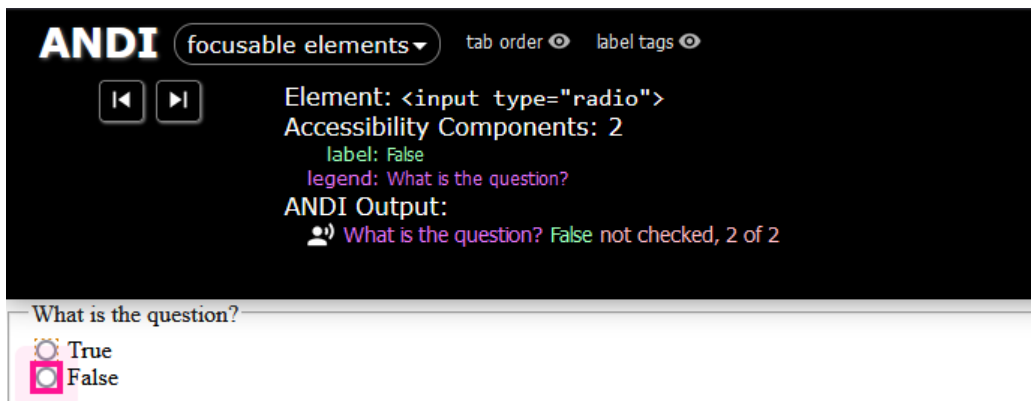 ANDI focusable elements tab order label tags
Element: <input type="radio">
Accessibility Components: 2
label: False
legend: What is the question?
ANDI Output:
What is the question? False not checked, 2 of 2
What is the question?
True
False